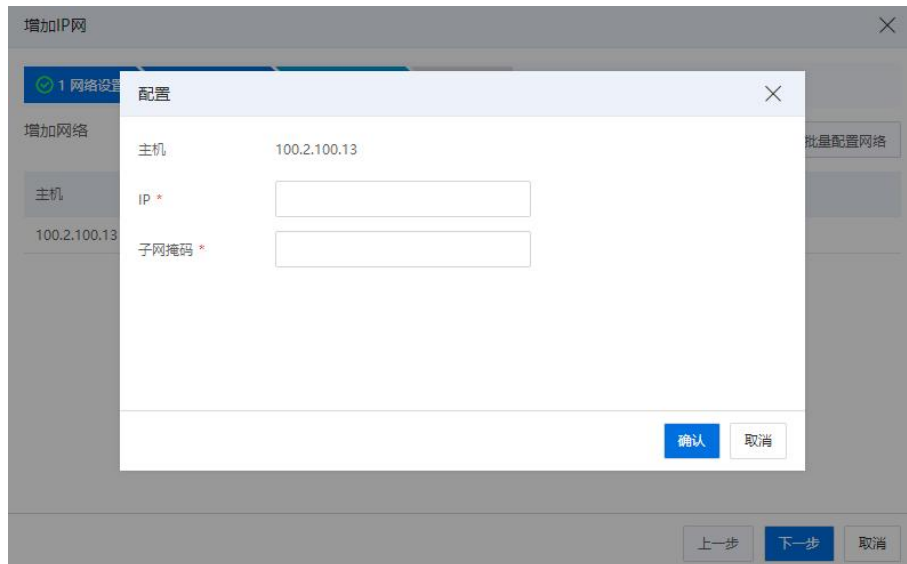 增加IP网
1 网络设置
配置
增加网络
批量配置网络
主机
100.2.100.13
主机
IP *
100.2.100.13
子网掩码 *
确认
取消
上一步
下一步
取消